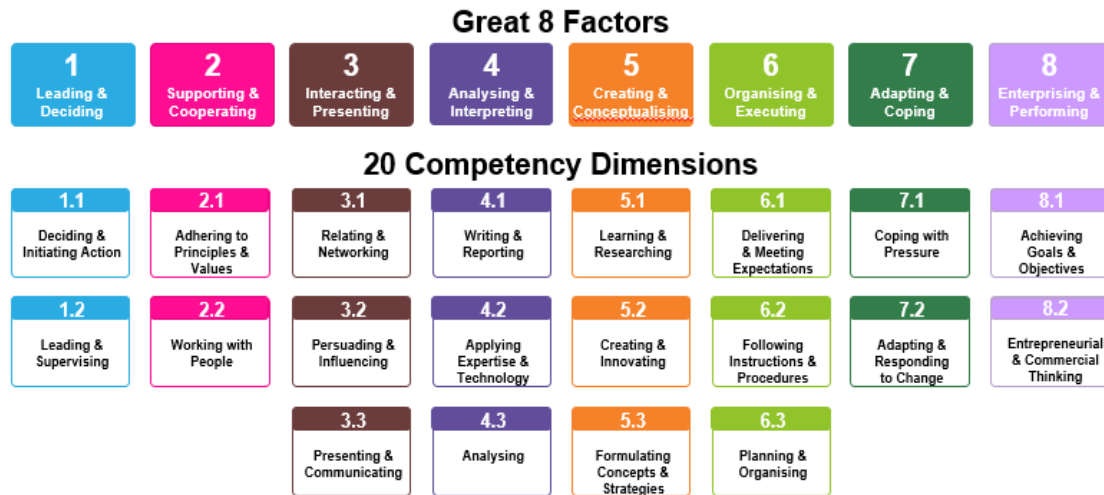 Great 8 Factors
1
Leading &
Deciding
2
Supporting &
Cooperating
3
Interacting &
Presenting
4
Analysing &
Interpreting
5
Creating &
Conceptualising
6
Organising &
Executing
7
Adapting &
Coping
8
Enterprising &
Performing
20 Competency Dimensions
1.1
Deciding &
Initiating Action
2.1
Adhering to
Principles &
Values
3.1
Relating &
Networking
4.1
Writing &
Reporting
5.1
Learning &
Researching
6.1
Delivering
& Meeting
Expectations
7.1
Coping with
Pressure
8.1
Achieving
Goals &
Objectives
1.2
Leading &
Supervising
2.2
Working with
People
3.2
Persuading &
Influencing
4.2
Applying
Expertise &
Technology
5.2
Creating &
Innovating
6.2
Following
Instructions &
Procedures
7.2
Adapting &
Responding
to Change
8.2
Entrepreneurial
& Commercial
Thinking
3.3
Presenting &
Communicating
4.3
Analysing
5.3
Formulating
Concepts &
Strategies
6.3
Planning &
Organising